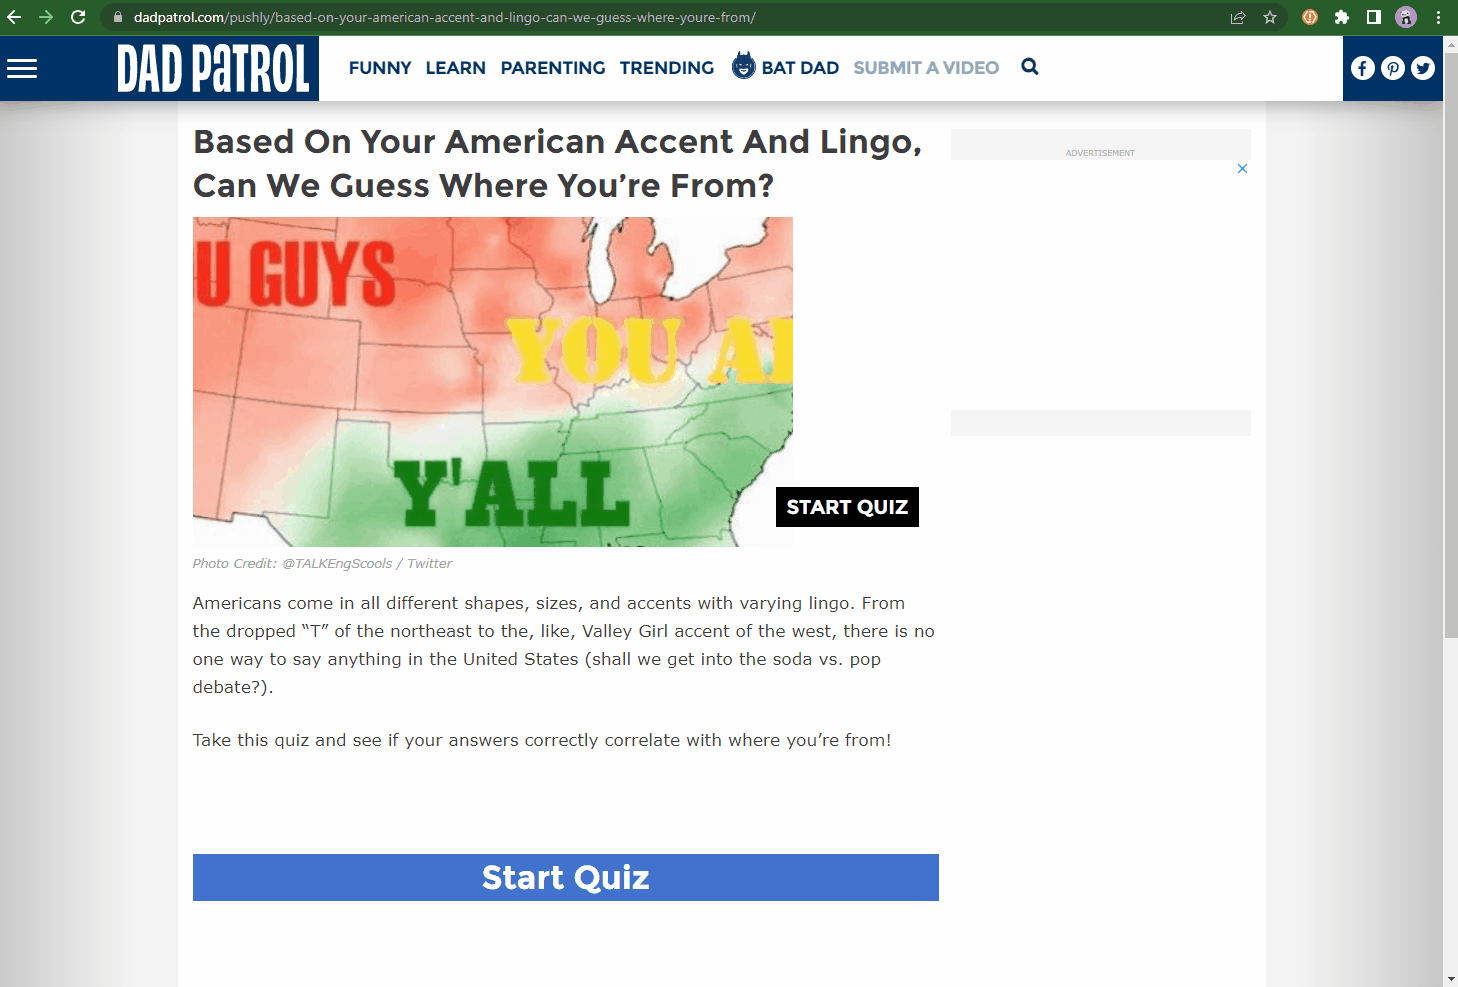 dadpatrol.com/pushly/based-on-your-american-accent-and-lingo-can-we-guess-where-youre-from/
DAD PATROL
FUNNY LEARN PARENTING TRENDING BAT DAD SUBMIT A VIDEO
Based On Your American Accent And Lingo,
Can We Guess Where You’re From?
ADVERTISEMENT
U GUYS
YOU Al
Y'ALL
START QUIZ
Photo Credit: @TALKEngScools / Twitter
Americans come in all different shapes, sizes, and accents with varying lingo. From
the dropped “T” of the northeast to the, like, Valley Girl accent of the west, there is no
one way to say anything in the United States (shall we get into the soda vs. pop
debate?).
Take this quiz and see if your answers correctly correlate with where you’re from!
Start Quiz